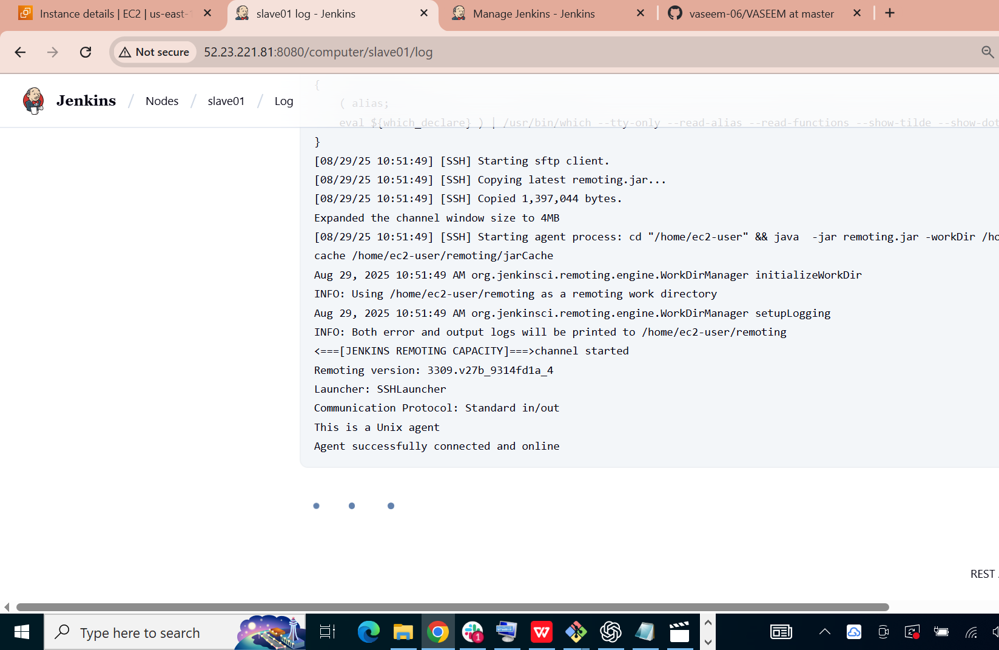 Instance details | EC2 | us-east-1
slave01 log - Jenkins
Manage Jenkins - Jenkins
vaseem-06/VASEEM at master
Not secure
52.23.221.81:8080/computer/slave01/log
Jenkins / Nodes / slave01 / Log
{
( alias;
eval ${which_declare} ) | /usr/bin/which --tty-only --read-alias --read-functions --show-tilde --show-dot
}
[08/29/25 10:51:49] [SSH] Starting sftp client.
[08/29/25 10:51:49] [SSH] Copying latest remoting.jar...
[08/29/25 10:51:49] [SSH] Copied 1,397,044 bytes.
Expanded the channel window size to 4MB
[08/29/25 10:51:49] [SSH] Starting agent process: cd "/home/ec2-user" && java  -jar remoting.jar -workDir /ho
cache /home/ec2-user/remoting/jarCache
Aug 29, 2025 10:51:49 AM org.jenkinsci.remoting.engine.WorkDirManager initializeWorkDir
INFO: Using /home/ec2-user/remoting as a remoting work directory
Aug 29, 2025 10:51:49 AM org.jenkinsci.remoting.engine.WorkDirManager setupLogging
INFO: Both error and output logs will be printed to /home/ec2-user/remoting
<===[JENKINS REMOTING CAPACITY]===>channel started
Remoting version: 3309.v27b_9314fd1a_4
Launcher: SSHLauncher
Communication Protocol: Standard in/out
This is a Unix agent
Agent successfully connected and online
REST
Type here to search
1